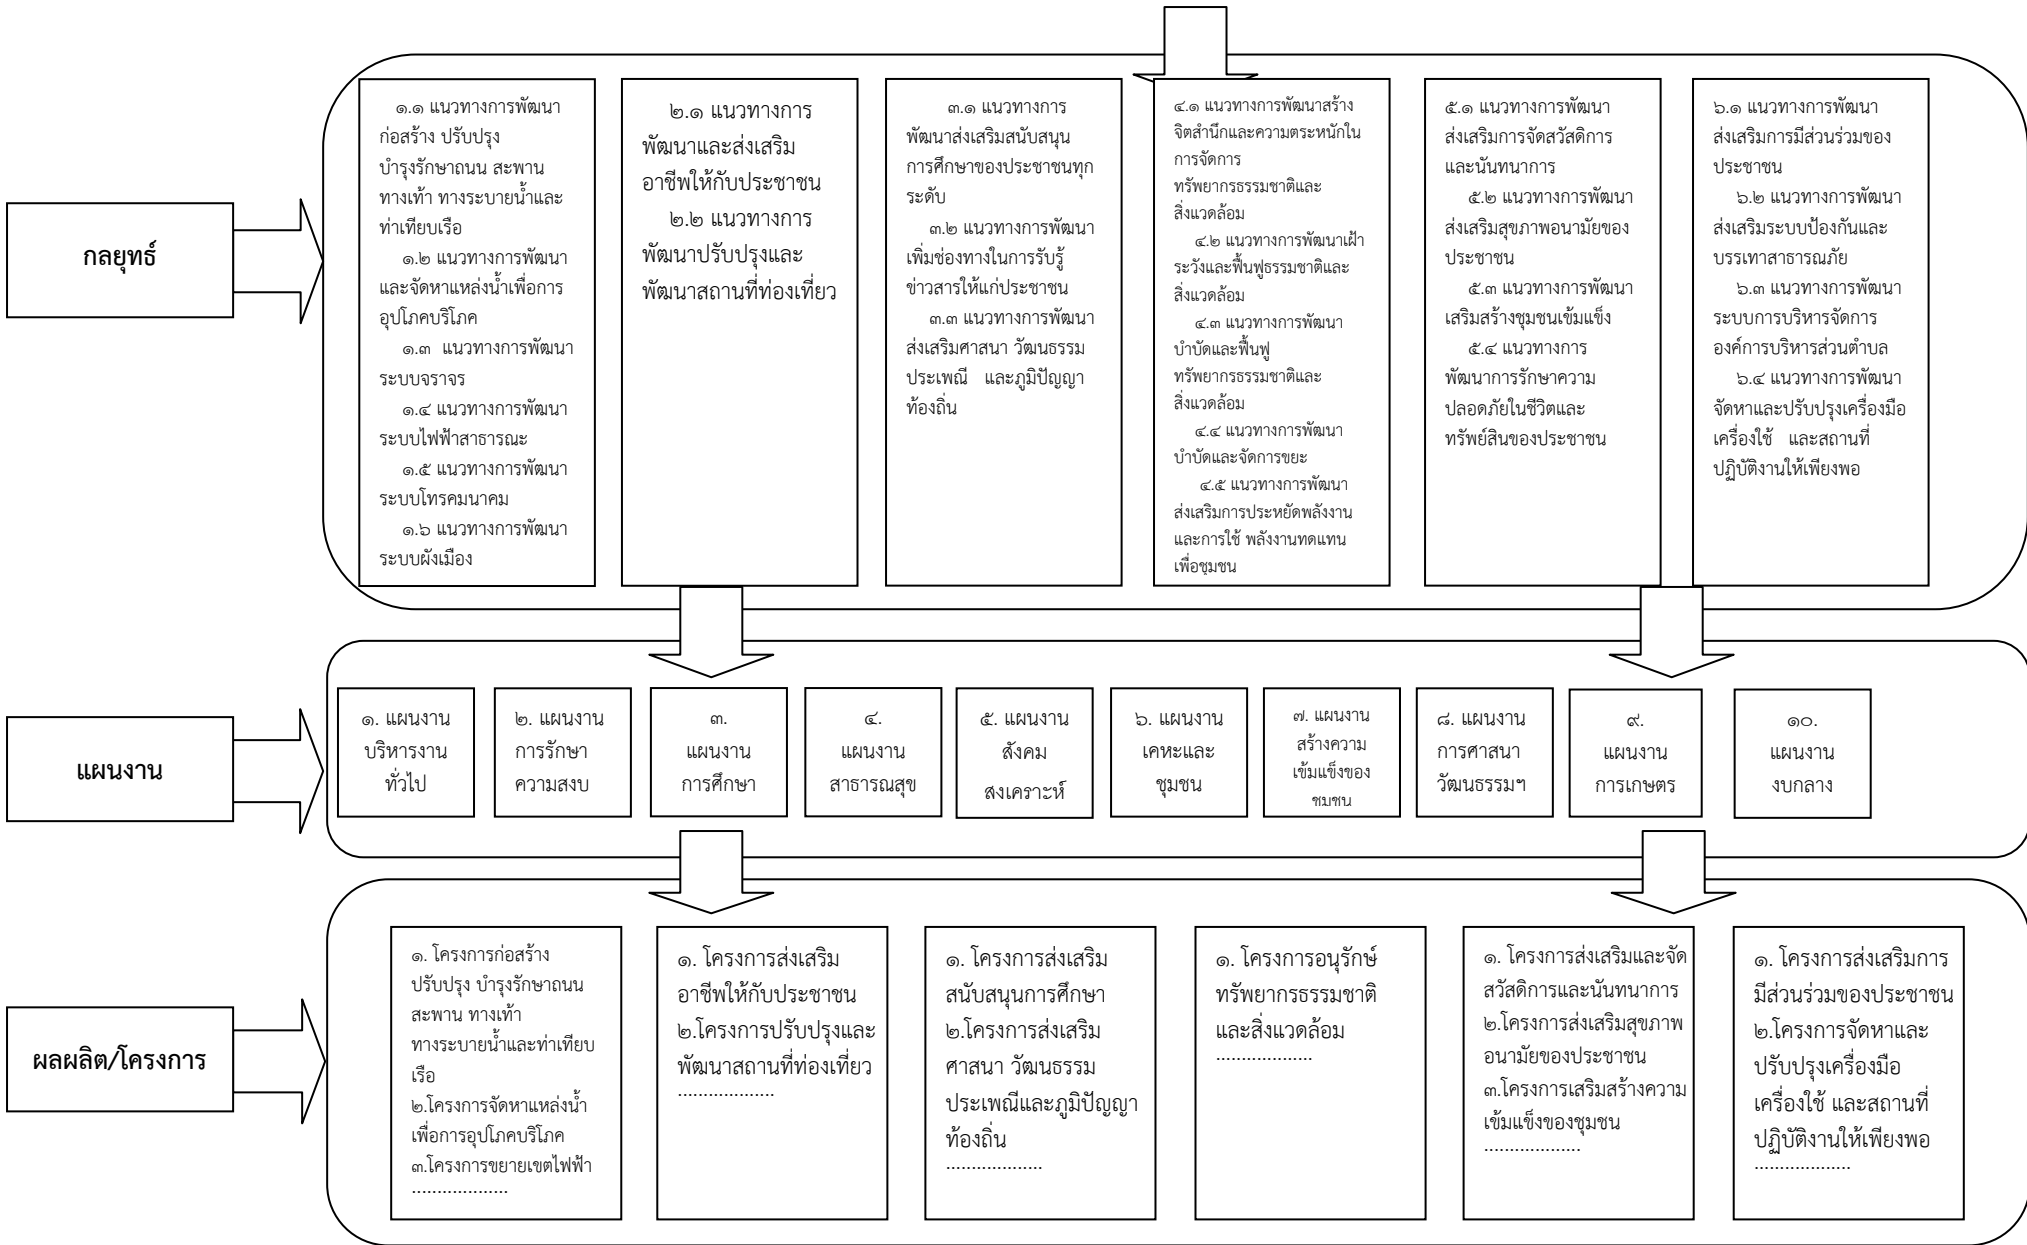 กลยุทธ์
๑.๑ แนวทางการพัฒนา
ก่อสร้าง ปรับปรุง
บำรุงรักษาถนน สะพาน
ทางเท้า ทางระบายน้ำและ
ท่าเทียบเรือ
๑.๒ แนวทางการพัฒนา
และจัดหาแหล่งน้ำเพื่อการ
อุปโภคบริโภค
๑.๓ แนวทางการพัฒนา
ระบบจราจร
๑.๔ แนวทางการพัฒนา
ระบบไฟฟ้าสาธารณะ
๑.๕ แนวทางการพัฒนา
ระบบโทรคมนาคม
๑.๖ แนวทางการพัฒนา
ระบบผังเมือง
๒.๑ แนวทางการ
พัฒนาและส่งเสริม
อาชีพให้กับประชาชน
๒.๒ แนวทางการ
พัฒนาปรับปรุงและ
พัฒนาสถานที่ท่องเที่ยว
๓.๑ แนวทางการ
พัฒนาส่งเสริมสนับสนุน
การศึกษาของประชาชนทุก
ระดับ
๓.๒ แนวทางการพัฒนา
เพิ่มช่องทางในการรับรู้
ข่าวสารให้แก่ประชาชน
๓.๓ แนวทางการพัฒนา
ส่งเสริมศาสนา วัฒนธรรม
ประเพณี และภูมิปัญญา
ท้องถิ่น
๔.๑ แนวทางการพัฒนาสร้าง
จิตสำนึกและความตระหนักใน
การจัดการ
ทรัพยากรธรรมชาติและ
สิ่งแวดล้อม
๔.๒ แนวทางการพัฒนาเฝ้า
ระวังและฟื้นฟูธรรมชาติและ
สิ่งแวดล้อม
๔.๓ แนวทางการพัฒนา
บำบัดและฟื้นฟู
ทรัพยากรธรรมชาติและ
สิ่งแวดล้อม
๔.๔ แนวทางการพัฒนา
บำบัดและจัดการขยะ
๔.๕ แนวทางการพัฒนา
ส่งเสริมการประหยัดพลังงาน
และการใช้ พลังงานทดแทน
เพื่อชุมชน
๕.๑ แนวทางการพัฒนา
ส่งเสริมการจัดสวัสดิการ
และนันทนาการ
๕.๒ แนวทางการพัฒนา
ส่งเสริมสุขภาพอนามัยของ
ประชาชน
๕.๓ แนวทางการพัฒนา
เสริมสร้างชุมชนเข้มแข็ง
๕.๔ แนวทางการ
พัฒนาการรักษาความ
ปลอดภัยในชีวิตและ
ทรัพย์สินของประชาชน
๖.๑ แนวทางการพัฒนา
ส่งเสริมการมีส่วนร่วมของ
ประชาชน
๖.๒ แนวทางการพัฒนา
ส่งเสริมระบบป้องกันและ
บรรเทาสาธารณภัย
๖.๓ แนวทางการพัฒนา
ระบบการบริหารจัดการ
องค์การบริหารส่วนตำบล
๖.๔ แนวทางการพัฒนา
จัดหาและปรับปรุงเครื่องมือ
เครื่องใช้ และสถานที่
ปฏิบัติงานให้เพียงพอ
แผนงาน
๑. แผนงาน
บริหารงาน
ทั่วไป
๒. แผนงาน
การรักษา
ความสงบ
๓.
แผนงาน
การศึกษา
๔.
แผนงาน
สาธารณสุข
๕. แผนงาน
สังคม
สงเคราะห์
๖. แผนงาน
เคหะและ
ชุมชน
๗. แผนงาน
สร้างความ
เข้มแข็งของ
ชุมชน
๘. แผนงาน
การศาสนา
วัฒนธรรมฯ
๙.
แผนงาน
การเกษตร
๑๐.
แผนงาน
งบกลาง
ผลผลิต/โครงการ
๑. โครงการก่อสร้าง
ปรับปรุง บำรุงรักษาถนน
สะพาน ทางเท้า
ทางระบายน้ำและท่าเทียบ
เรือ
๒.โครงการจัดหาแหล่งน้ำ
เพื่อการอุปโภคบริโภค
๓.โครงการขยายเขตไฟฟ้า
...................
๑. โครงการส่งเสริม
อาชีพให้กับประชาชน
๒.โครงการปรับปรุงและ
พัฒนาสถานที่ท่องเที่ยว
...................
๑. โครงการส่งเสริม
สนับสนุนการศึกษา
๒.โครงการส่งเสริม
ศาสนา วัฒนธรรม
ประเพณีและภูมิปัญญา
ท้องถิ่น
...................
๑. โครงการอนุรักษ์
ทรัพยากรธรรมชาติ
และสิ่งแวดล้อม
...................
๑. โครงการส่งเสริมและจัด
สวัสดิการและนันทนาการ
๒.โครงการส่งเสริมสุขภาพ
อนามัยของประชาชน
๓.โครงการเสริมสร้างความ
เข้มแข็งของชุมชน
...................
๑. โครงการส่งเสริมการ
มีส่วนร่วมของประชาชน
๒.โครงการจัดหาและ
ปรับปรุงเครื่องมือ
เครื่องใช้ และสถานที่
ปฏิบัติงานให้เพียงพอ
...................